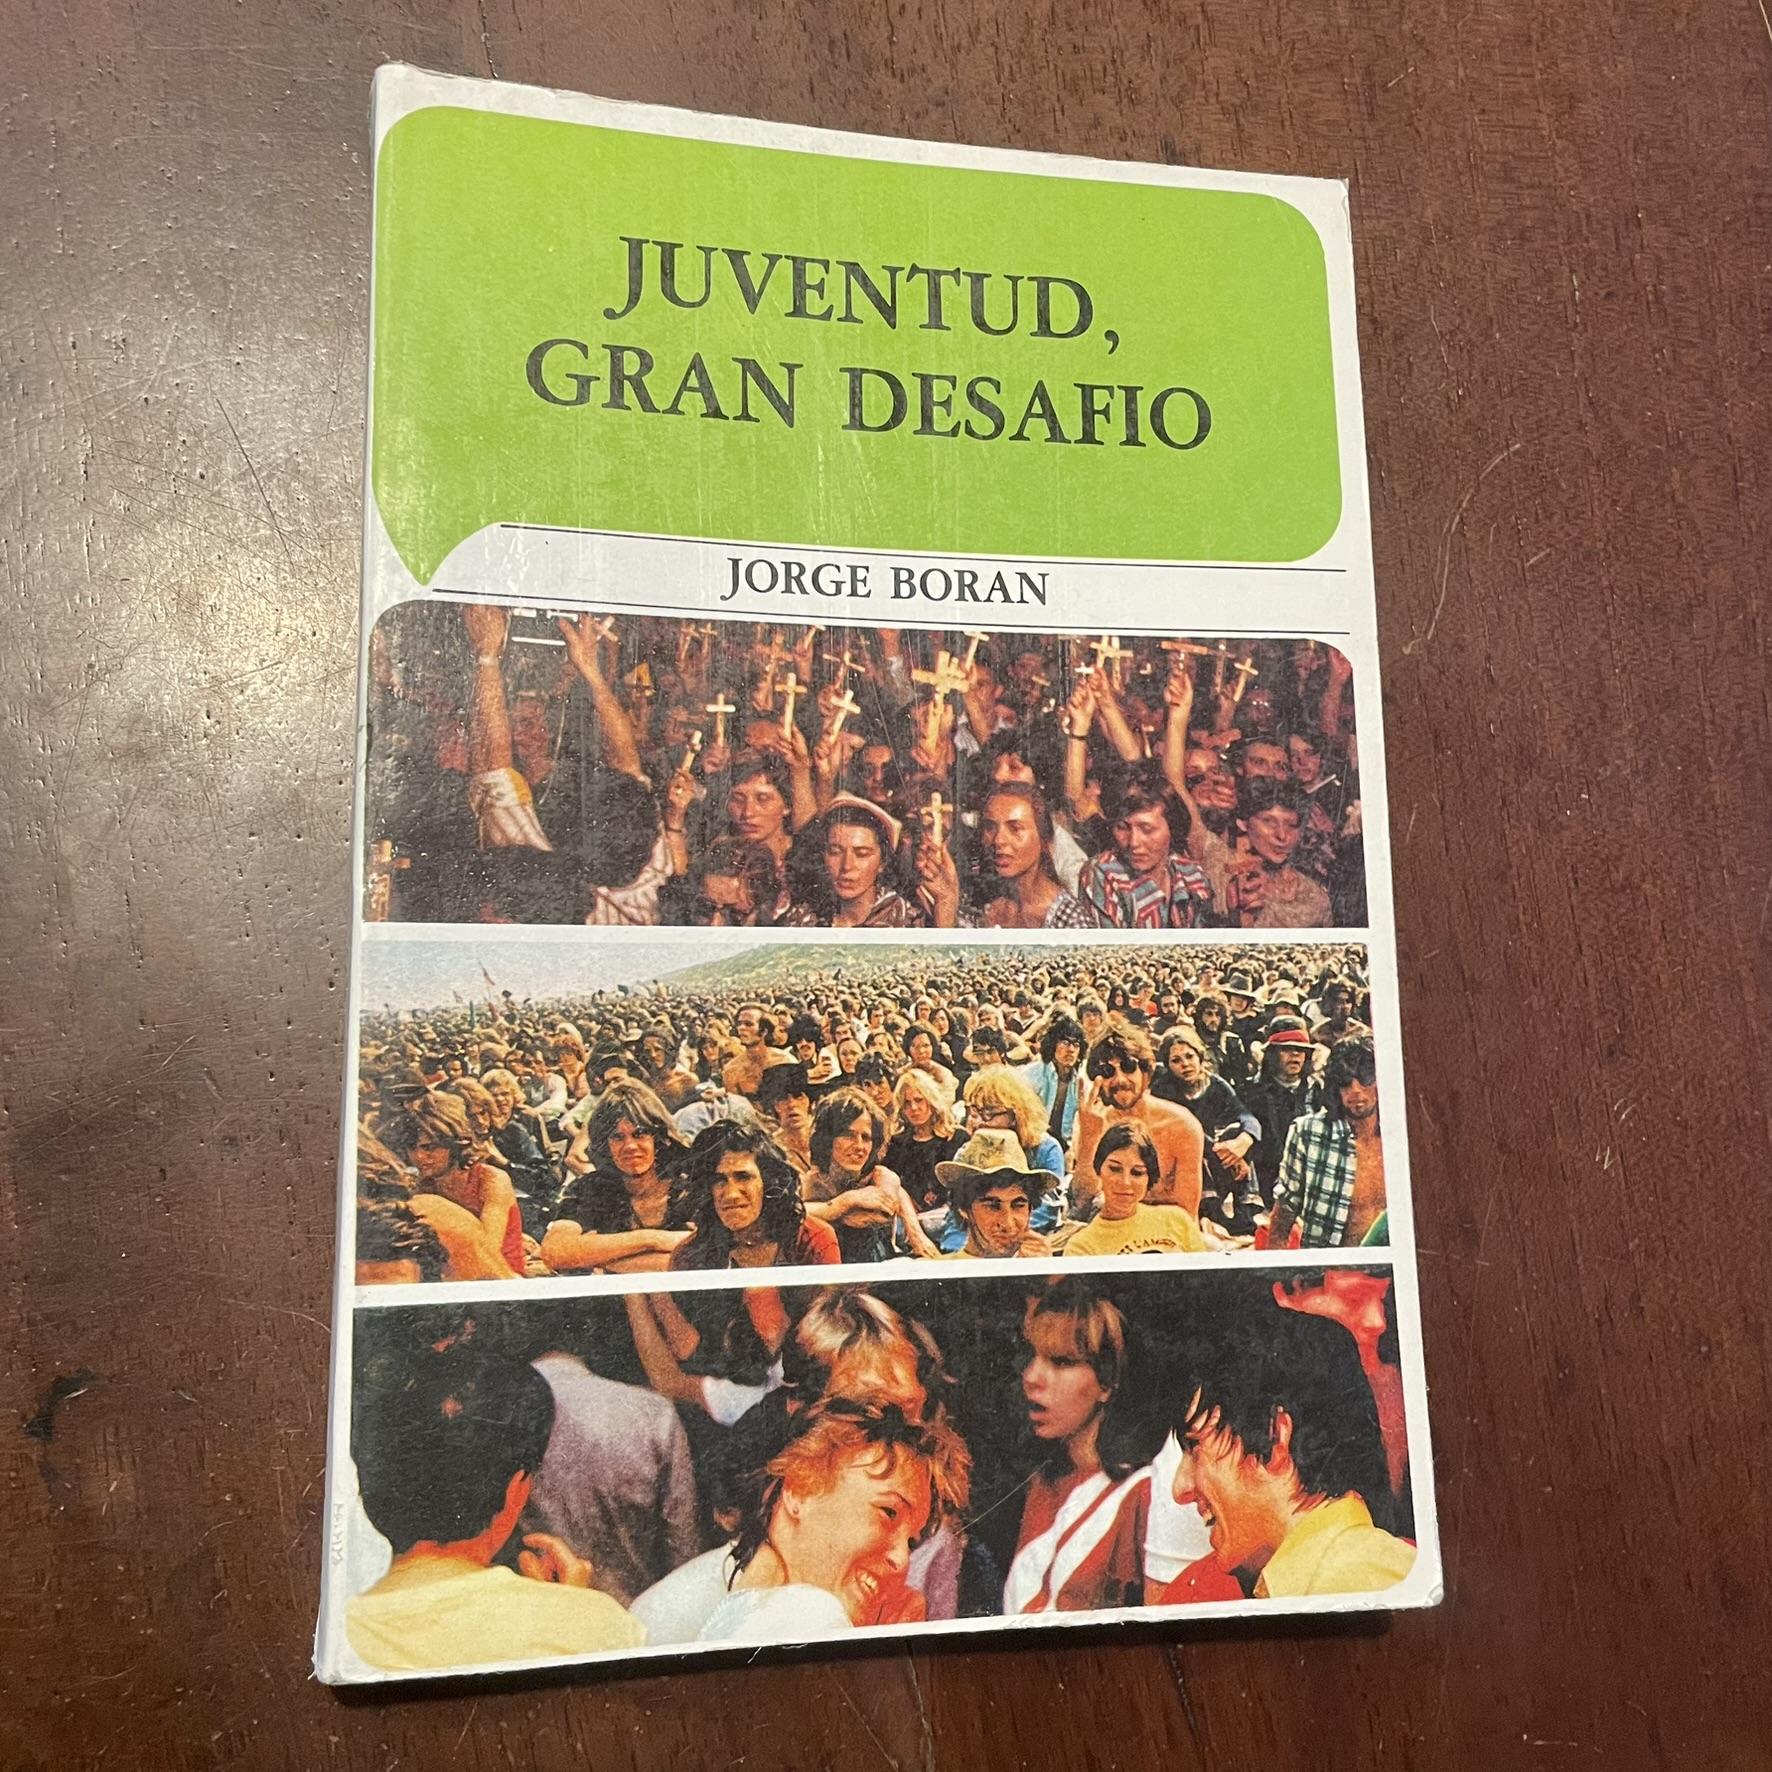 JUVENTUD,
GRAN DESAFIO
JORGE BORAN